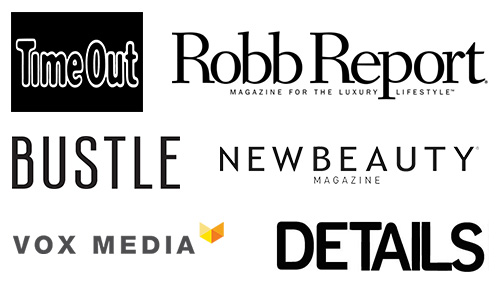 Time Out
Robb Report®
MAGAZINE FOR THE LUXURY LIFESTYLE™
BUSTLE
NEWBEAUTY®
MAGAZINE
VOX MEDIA
DETAILS